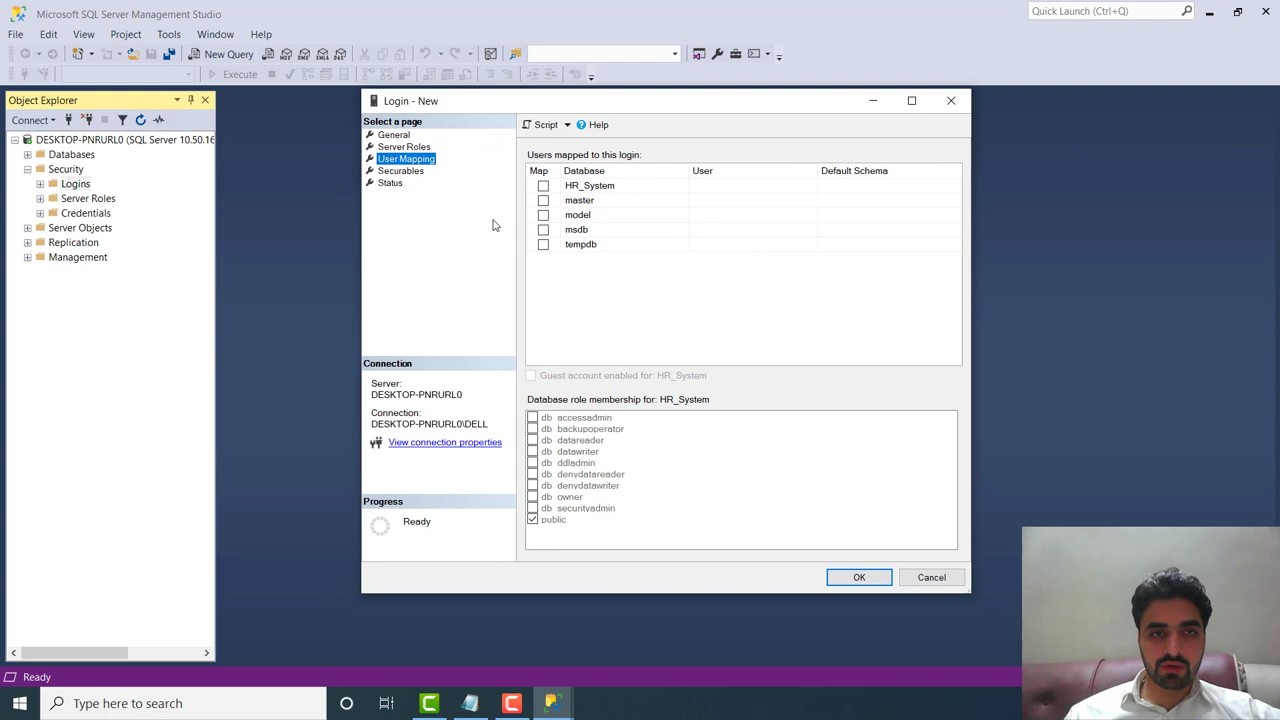 Microsoft SQL Server Management Studio
Quick Launch (Ctrl+Q)
File Edit View Project Tools Window Help
New Query
MDX DMX XMLA DAX
Execute
Object Explorer
Connect
DESKTOP-PNRURL0 (SQL Server 10.50.16
Databases
Security
Logins
Server Roles
Credentials
Server Objects
Replication
Management
Login - New
Select a page
General
Server Roles
User Mapping
Securables
Status
Script Help
Users mapped to this login:
Map Database User Default Schema
HR_System
master
model
msdb
tempdb
Guest account enabled for: HR_System
Database role membership for: HR_System
db_accessadmin
db_backupoperator
db_datareader
db_datawriter
db_ddladmin
db_denydatareader
db_denydatawriter
db_owner
db_securityadmin
public
Connection
Server:
DESKTOP-PNRURL0
Connection:
DESKTOP-PNRURL0\DELL
View connection properties
Progress
Ready
OK Cancel
Ready
Type here to search